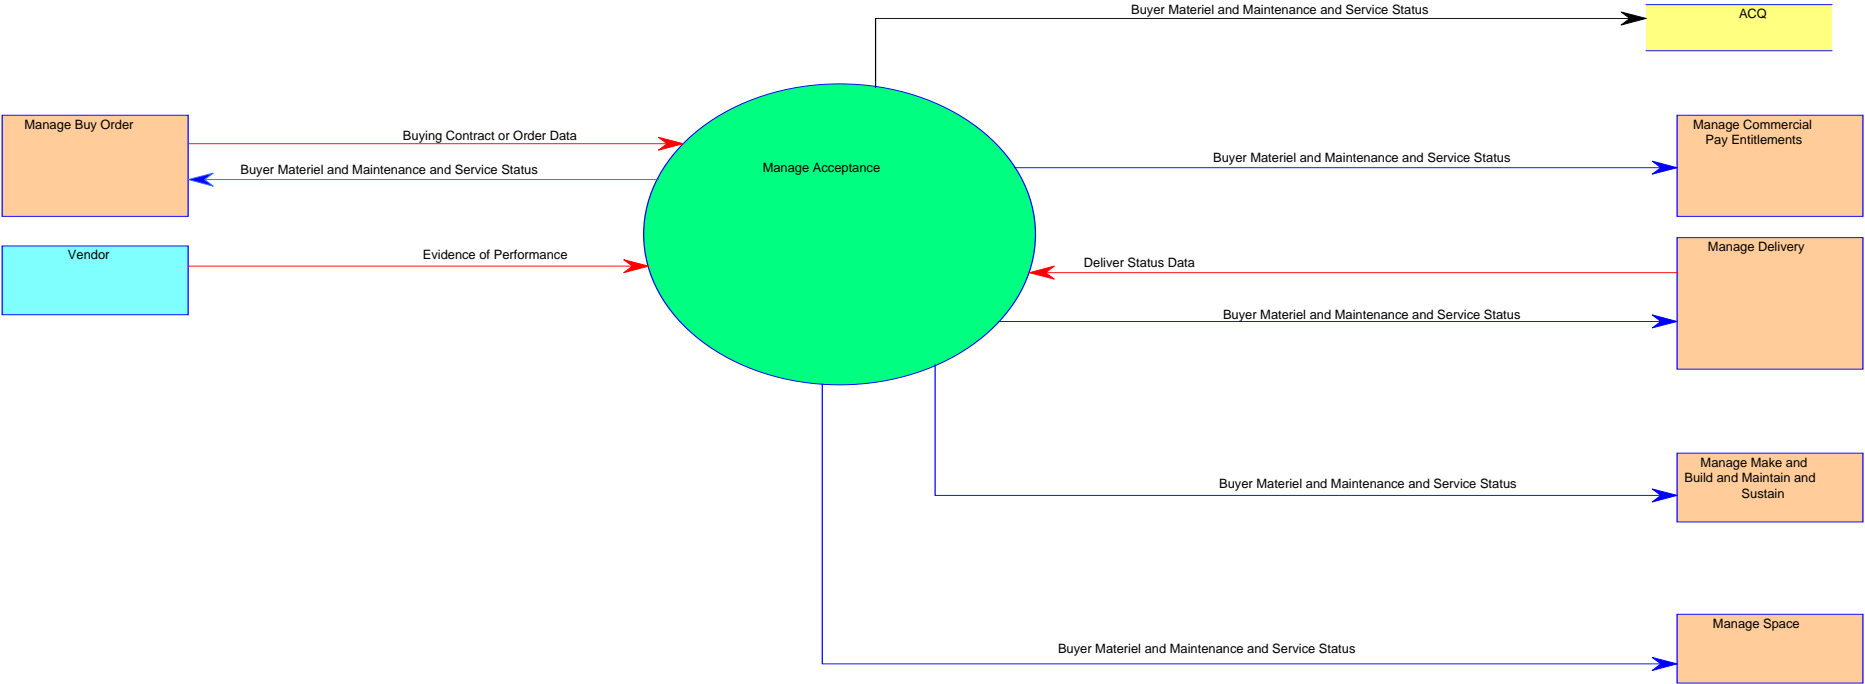 Buyer Materiel and Maintenance and Service Status
ACQ
Manage Buy Order
Buying Contract or Order Data
Buyer Materiel and Maintenance and Service Status
Manage Acceptance
Buyer Materiel and Maintenance and Service Status
Manage Commercial
Pay Entitlements
Vendor
Evidence of Performance
Deliver Status Data
Manage Delivery
Buyer Materiel and Maintenance and Service Status
Buyer Materiel and Maintenance and Service Status
Manage Make and
Build and Maintain and
Sustain
Buyer Materiel and Maintenance and Service Status
Manage Space